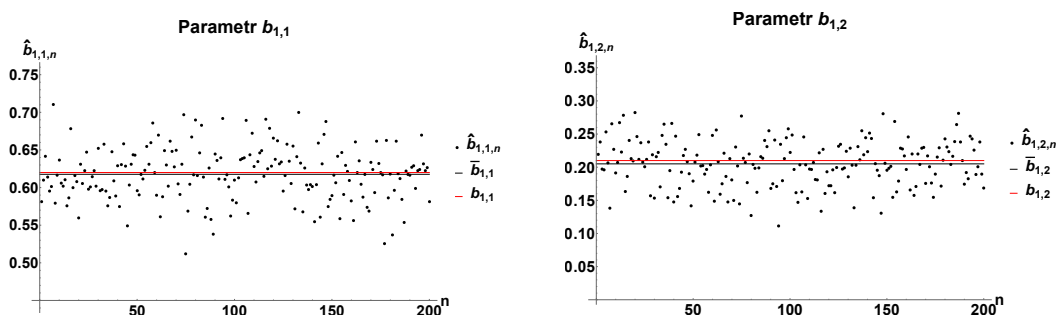 Parametr b1,1
b̂1,1,n
0.75
0.70
0.65
0.60
0.55
0.50
50
100
150
200
n
b̂1,1,n
b̅1,1
b1,1
Parametr b1,2
b̂1,2,n
0.35
0.30
0.25
0.20
0.15
0.10
0.05
50
100
150
200
n
b̂1,2,n
b̅1,2
b1,2